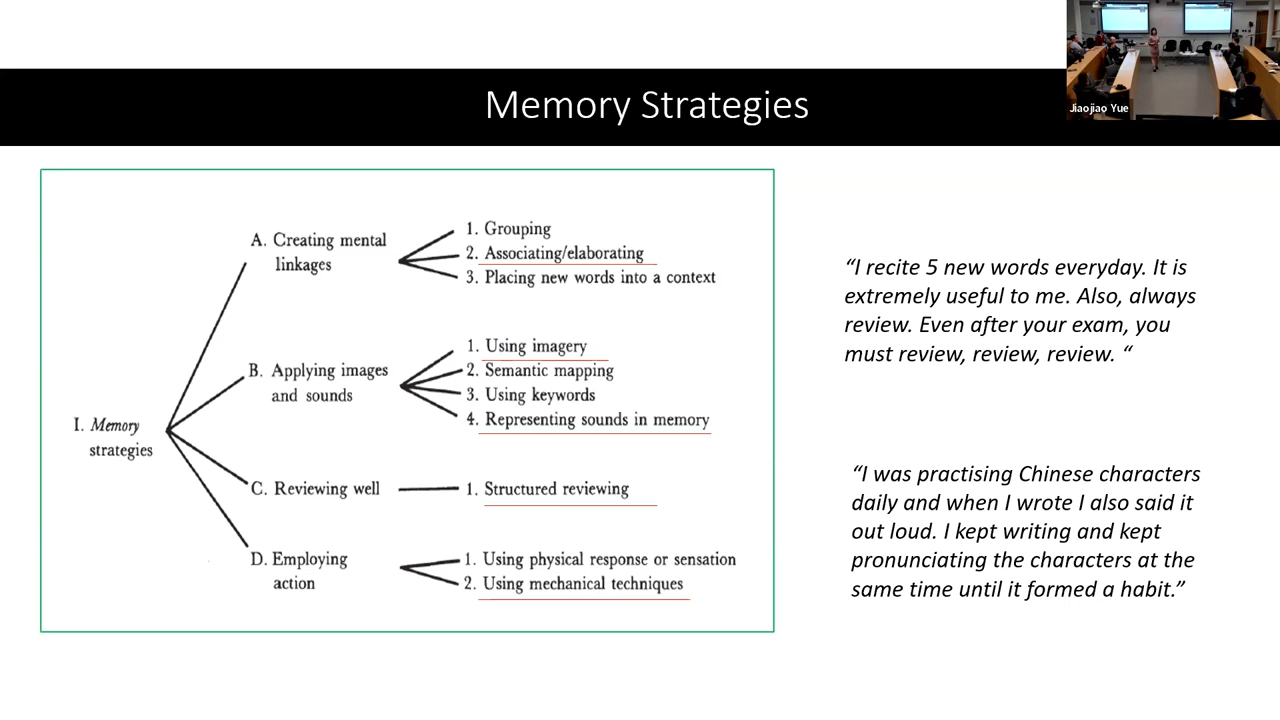 Memory Strategies
Jiaojiao Yue
I. Memory
strategies
A. Creating mental
linkages
1. Grouping
2. Associating/elaborating
3. Placing new words into a context
B. Applying images
and sounds
1. Using imagery
2. Semantic mapping
3. Using keywords
4. Representing sounds in memory
C. Reviewing well
1. Structured reviewing
D. Employing
action
1. Using physical response or sensation
2. Using mechanical techniques
“I recite 5 new words everyday. It is
extremely useful to me. Also, always
review. Even after your exam, you
must review, review, review. “
“I was practising Chinese characters
daily and when I wrote I also said it
out loud. I kept writing and kept
pronunciating the characters at the
same time until it formed a habit.”